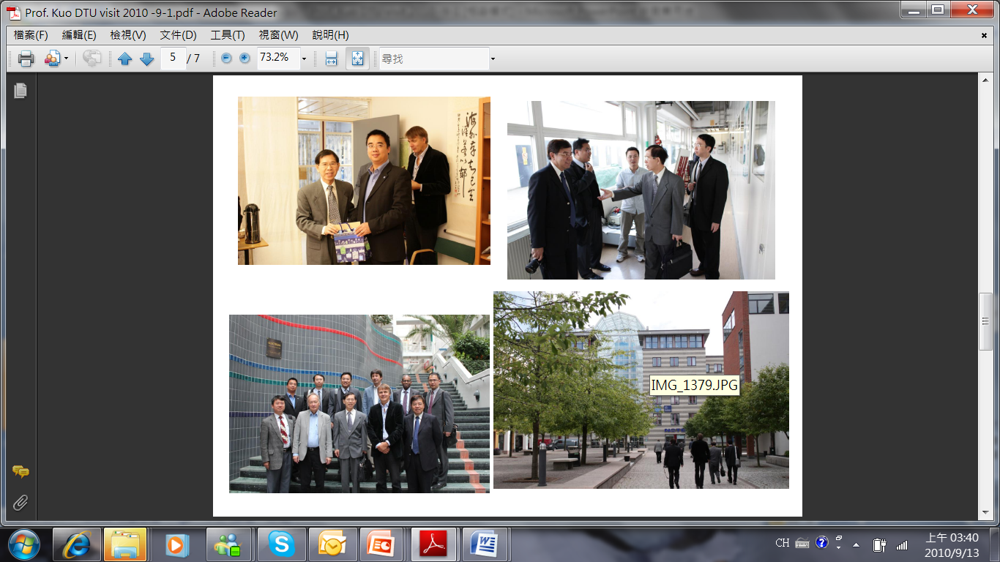 Prof. Kuo DTU visit 2010 -9-1.pdf - Adobe Reader
檔案(F) 編輯(E) 檢視(V) 文件(D) 工具(T) 視窗(W) 說明(H)
5 / 7 73.2% 尋找
IMG_1379.JPG
CH
上午 03:40
2010/9/13